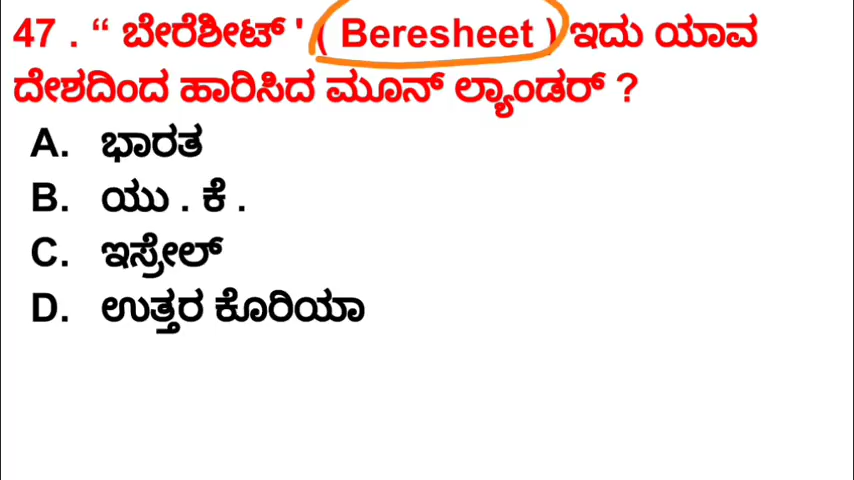 47 . “ ಬೇರೆಶೀಟ್ ' ( Beresheet ) ಇದು ಯಾವ
ದೇಶದಿಂದ ಹಾರಿಸಿದ ಮೂನ್ ಲ್ಯಾಂಡರ್ ?
A. ಭಾರತ
B. ಯು . ಕೆ .
C. ಇಸ್ರೇಲ್
D. ಉತ್ತರ ಕೊರಿಯಾ